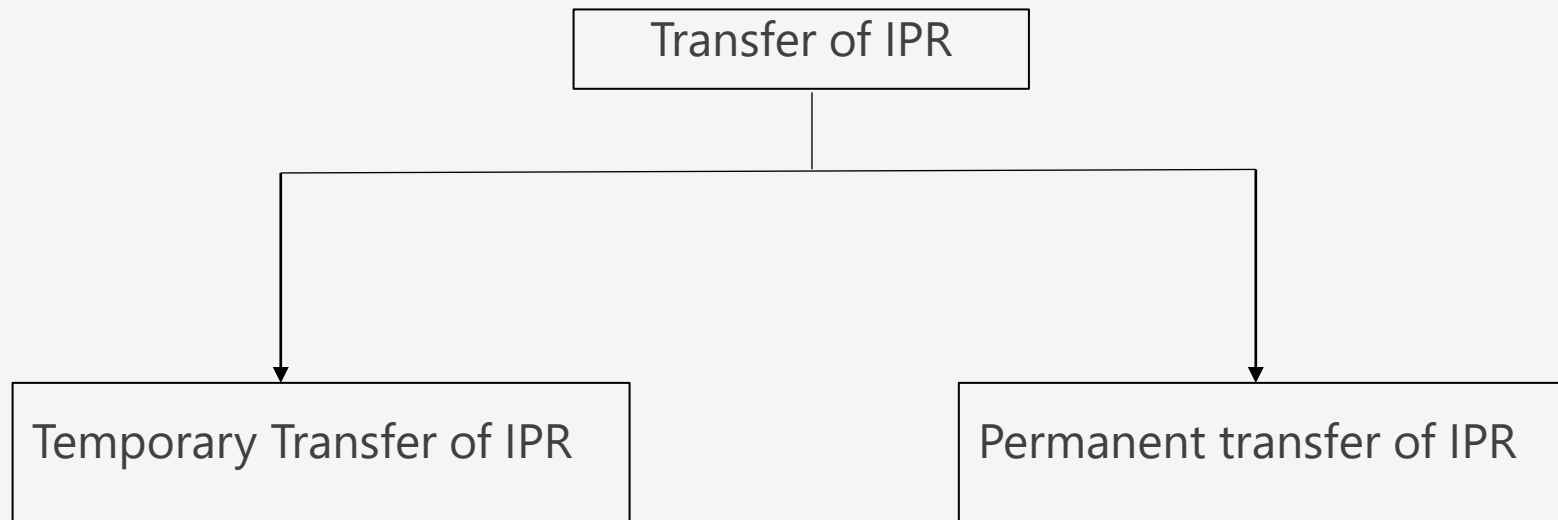 Transfer of IPR
Temporary Transfer of IPR
Permanent transfer of IPR